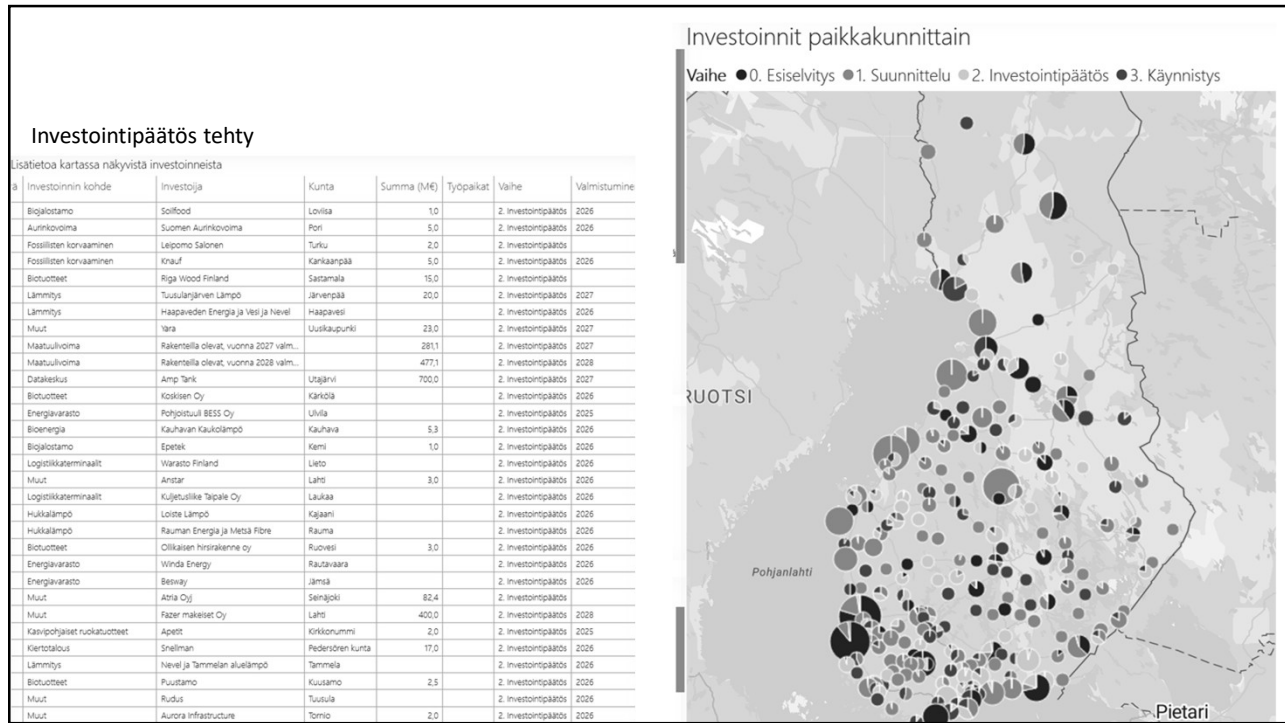 Investointipäätös tehty
Lisätietoa kartassa näkyvistä investoinneista
a Investoinnin kohde Investoija Kunta Summa (M€) Työpaikat Vaihe Valmistuminen
Biojalostamo Soilfood Loviisa 1,0 2. Investointipäätös 2026
Aurinkovoima Suomen Aurinkovoima Pori 5,0 2. Investointipäätös 2026
Fossiilisten korvaaminen Leipomo Salonen Turku 2,0 2. Investointipäätös
Fossiilisten korvaaminen Knauf Kankaanpää 5,0 2. Investointipäätös 2026
Biotuotteet Riga Wood Finland Sastamala 15,0 2. Investointipäätös
Lämmitys Tuusulanjärven Lämpö Järvenpää 20,0 2. Investointipäätös 2027
Lämmitys Haapaveden Energia ja Vesi ja Nevel Haapavesi 2. Investointipäätös 2026
Muut Yara Uusikaupunki 23,0 2. Investointipäätös 2027
Maatuulivoima Rakenteilla olevat, vuonna 2027 valm... 281,1 2. Investointipäätös 2027
Maatuulivoima Rakenteilla olevat, vuonna 2028 valm... 477,1 2. Investointipäätös 2028
Datakeskus Amp Tank Utajärvi 700,0 2. Investointipäätös 2027
Biotuotteet Koskisen Oy Kärkölä 2. Investointipäätös 2026
Energiavarasto Pohjoistuuli BESS Oy Ulvila 2. Investointipäätös 2025
Bioenergia Kauhavan Kaukolämpö Kauhava 5,3 2. Investointipäätös 2026
Biojalostamo Epetek Kemi 1,0 2. Investointipäätös 2026
Logistiikkaterminaalit Warasto Finland Lieto 2. Investointipäätös 2026
Muut Anstar Lahti 3,0 2. Investointipäätös 2026
Logistiikkaterminaalit Kuljetusliike Taipale Oy Laukaa 2. Investointipäätös 2026
Hukkalämpö Loiste Lämpö Kajaani 2. Investointipäätös 2026
Hukkalämpö Rauman Energia ja Metsä Fibre Rauma 2. Investointipäätös 2026
Biotuotteet Ollikaisen hirsirakenne oy Ruovesi 3,0 2. Investointipäätös 2026
Energiavarasto Winda Energy Rautavaara 2. Investointipäätös 2026
Energiavarasto Besway Jämsä 2. Investointipäätös 2026
Muut Atria Oyj Seinäjoki 82,4 2. Investointipäätös
Muut Fazer makeiset Oy Lahti 400,0 2. Investointipäätös 2028
Kasvipohjaiset ruokatuotteet Apetit Kirkkonummi 2,0 2. Investointipäätös 2025
Kiertotalous Snellman Pedersören kunta 17,0 2. Investointipäätös 2026
Lämmitys Nevel ja Tammelan aluelämpö Tammela 2. Investointipäätös 2026
Biotuotteet Puustamo Kuusamo 2,5 2. Investointipäätös 2026
Muut Rudus Tuusula 2. Investointipäätös 2026
Muut Aurora Infrastructure Tornio 2,0 2. Investointipäätös 2026
Investoinnit paikkakunnittain
Vaihe 0. Esiselvitys 1. Suunnittelu 2. Investointipäätös 3. Käynnistys
RUOTSI
Pohjanlahti
Pietari